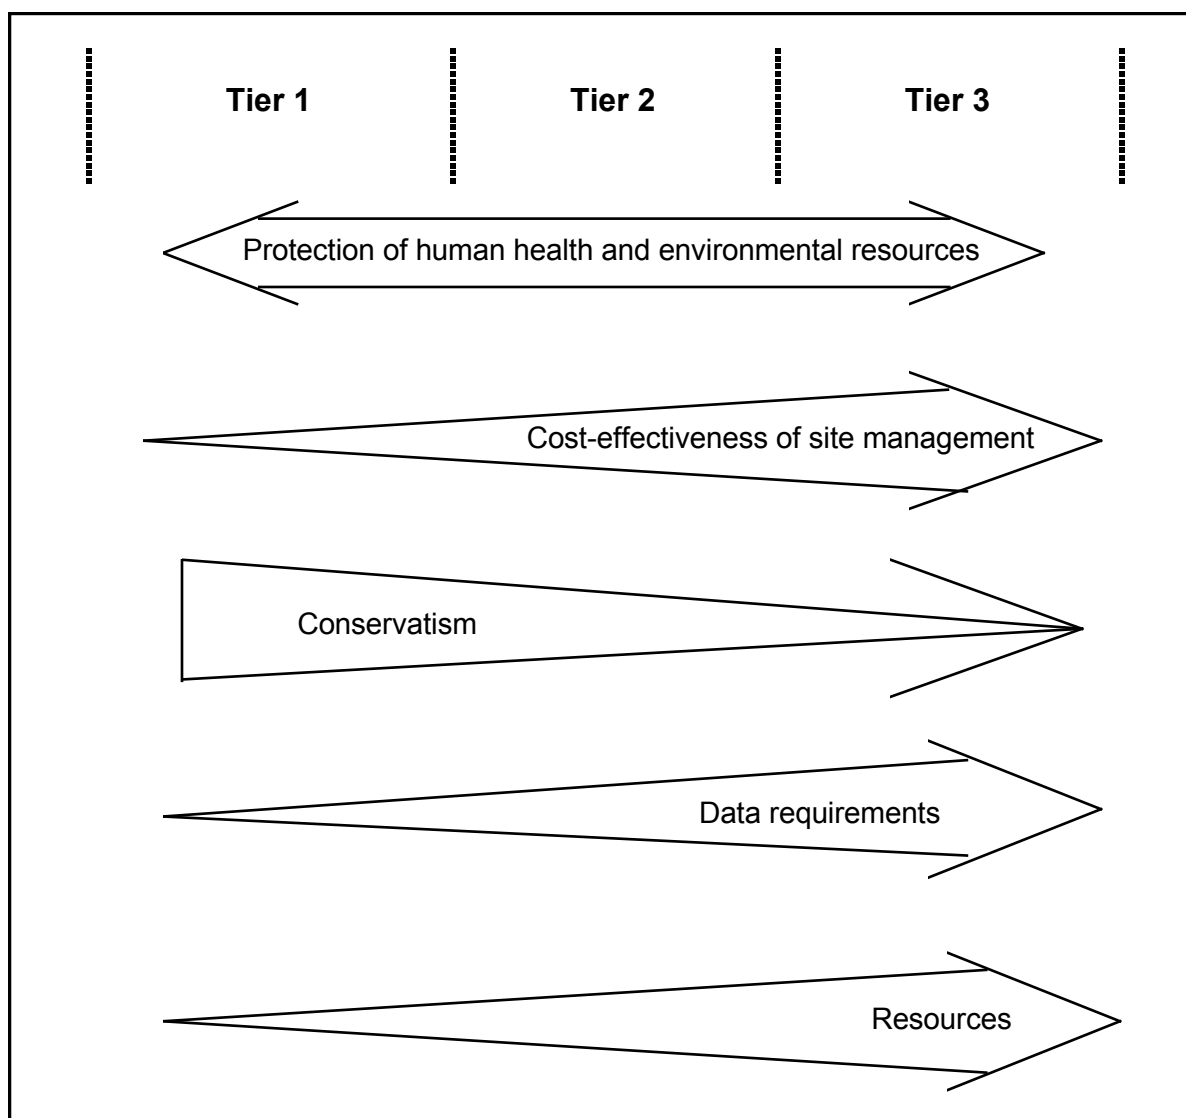 Tier 1 Tier 2 Tier 3
Protection of human health and environmental resources
Cost-effectiveness of site management
Conservatism
Data requirements
Resources